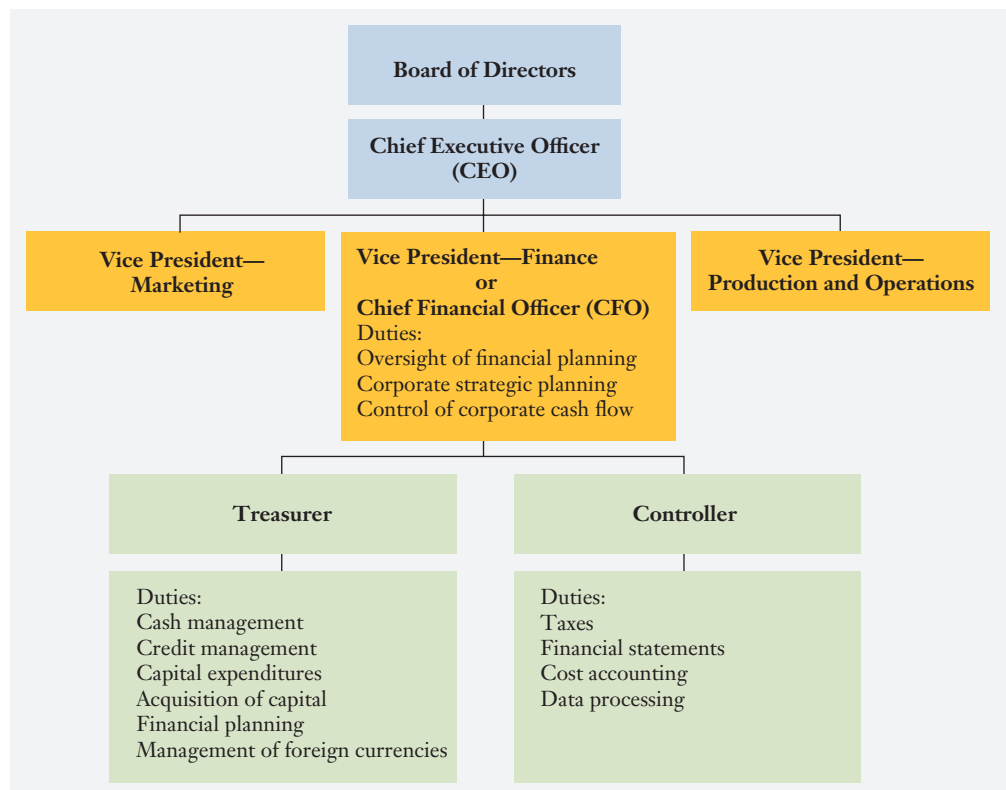 Board of Directors
Chief Executive Officer
(CEO)
Vice President—
Marketing
Vice President—Finance
or
Chief Financial Officer (CFO)
Duties:
Oversight of financial planning
Corporate strategic planning
Control of corporate cash flow
Vice President—
Production and Operations
Treasurer
Duties:
Cash management
Credit management
Capital expenditures
Acquisition of capital
Financial planning
Management of foreign currencies
Controller
Duties:
Taxes
Financial statements
Cost accounting
Data processing